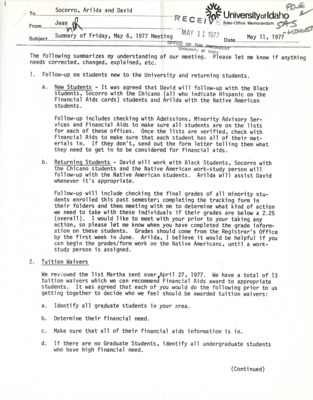 To Socorro, Arilda and David
From Jean
RECEIVED
MAY 11 1977
OFFICE OF THE PRESIDENT
University of Idaho
University of Idaho
Inter-Office Memorandum
FILE
SAS
Subject Summary of Friday, May 6, 1977 Meeting
Date May 11, 1977
The following summarizes my understanding of our meeting. Please let me know if anything
needs corrected, changed, explained, etc.
1. Follow-up on students new to the University and returning students.
a. New Students - It was agreed that David will follow-up with the Black
students, Socorro with the Chicano (all who indicate Hispanic on the
Financial Aids cards) students and Arilda with the Native American
students.
Follow-up includes checking with Admissions, Minority Advisory Ser-
vices and Financial Aids to make sure all students are on the lists
for each of these offices. Once the lists are verified, check with
Financial Aids to make sure that each student has all of their mat-
erials in. If they don't, send out the form letter telling them what
they need to get in to be considered for financial aids.
b. Returning Students - David will work with Black Students, Socorro with
the Chicano students and the Native American work-study person will
follow-up with the Native American students. Arilda will assist David
whenever it's appropriate.
Follow-up will include checking the final grades of all minority stu-
dents enrolled this past semester; completing the tracking form in
their folders and then meeting with me to determine what kind of action
we need to take with these individuals if their grades are below a 2.25
(overall). I would like to meet with your prior to your taking any
action, so please let me know when you have completed the grade inform-
ation on these students. Grades should come from the Registrar's Office
by the first week in June. Arilda, I believe it would be helpful if you
can begin the grades/form work on the Native Americans, until a work-
study person is assigned.
2. Tuition Waivers
We reviewed the list Martha sent over April 27, 1977. We have a total of 13
tuition waivers which we can recommend Financial Aid award to appropriate
students. It was agreed that each of you would do the following prior to us
getting together to decide who we feel should be awarded tuition waivers:
a. Identify all graduate students in your area.
b. Determine their financial need.
c. Make sure all of their financial aids information is in.
d. If there are no Graduate Students, identify all undergraduate students
who have high financial need.
(Continued)